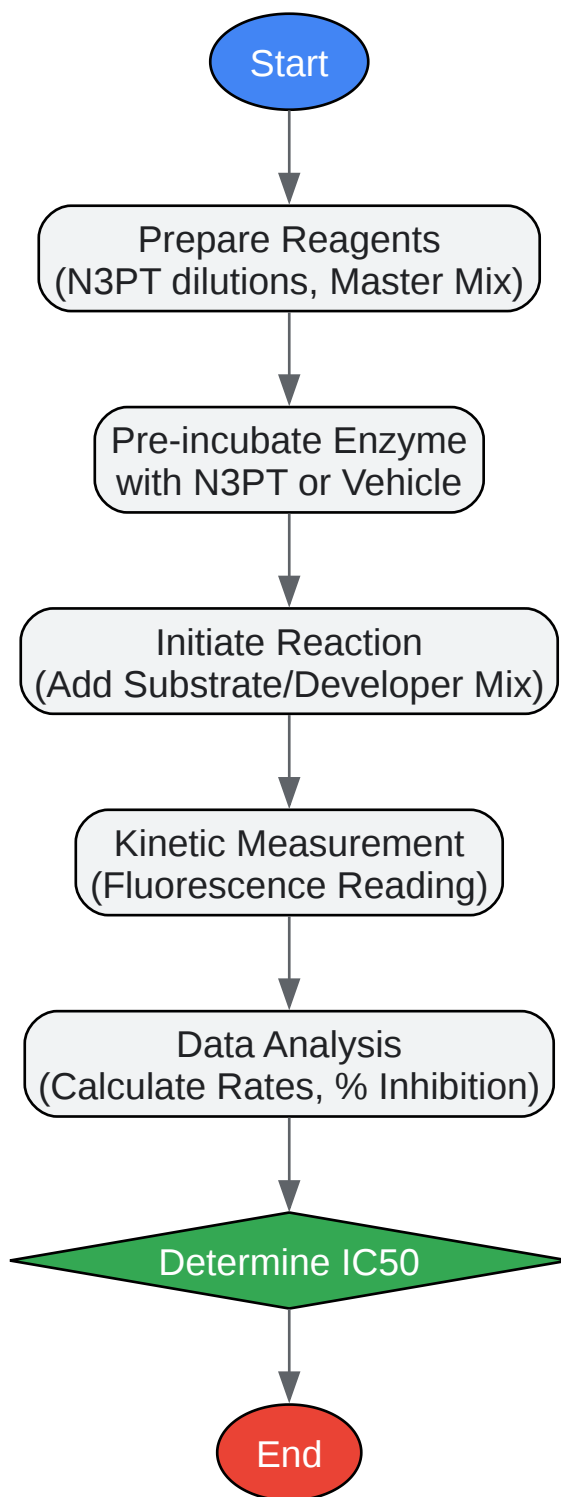 Start
Prepare Reagents
(N3PT dilutions, Master Mix)
Pre-incubate Enzyme
with N3PT or Vehicle
Initiate Reaction
(Add Substrate/Developer Mix)
Kinetic Measurement
(Fluorescence Reading)
Data Analysis
(Calculate Rates, % Inhibition)
Determine IC50
End